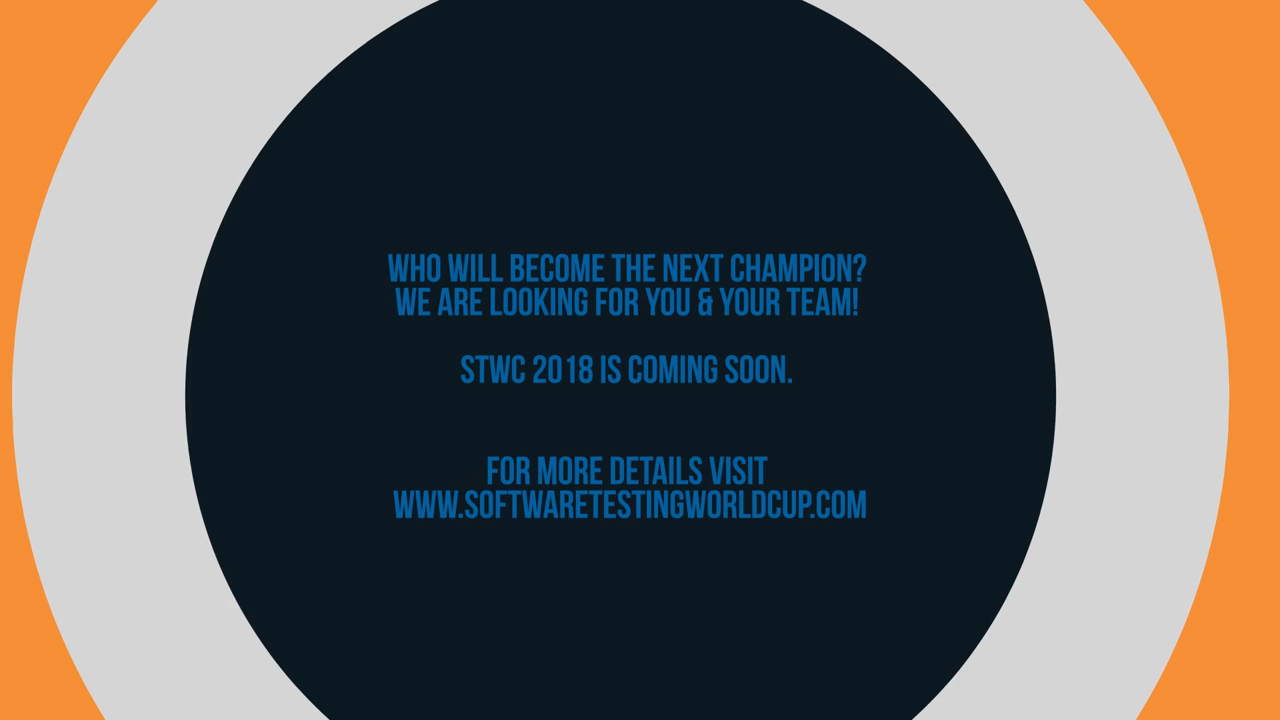 WHO WILL BECOME THE NEXT CHAMPION?
WE ARE LOOKING FOR YOU & YOUR TEAM!
STWC 2018 IS COMING SOON.
FOR MORE DETAILS VISIT
WWW.SOFTWARETESTINGWORLDCUP.COM